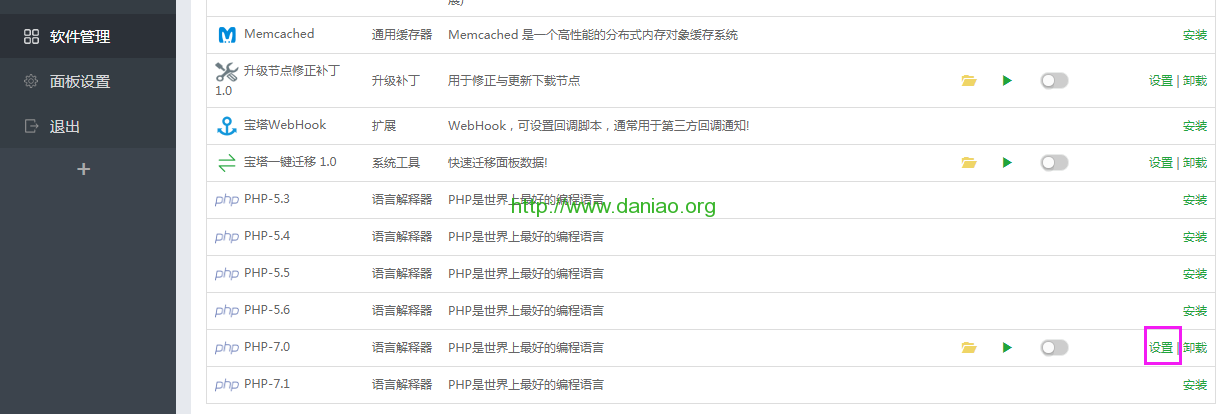 展)
软件管理
面板设置
退出
+
Memcached 通用缓存器 Memcached 是一个高性能的分布式内存对象缓存系统 安装
升级节点修正补丁 1.0 升级补丁 用于修正与更新下载节点 设置 | 卸载
宝塔WebHook 扩展 WebHook，可设置回调脚本，通常用于第三方回调通知! 安装
宝塔一键迁移 1.0 系统工具 快速迁移面板数据! 设置 | 卸载
php PHP-5.3 语言解释器 PHP是世界上最好的编程语言 安装
http://www.daniao.org
php PHP-5.4 语言解释器 PHP是世界上最好的编程语言 安装
php PHP-5.5 语言解释器 PHP是世界上最好的编程语言 安装
php PHP-5.6 语言解释器 PHP是世界上最好的编程语言 安装
php PHP-7.0 语言解释器 PHP是世界上最好的编程语言 设置 | 卸载
php PHP-7.1 语言解释器 PHP是世界上最好的编程语言 安装